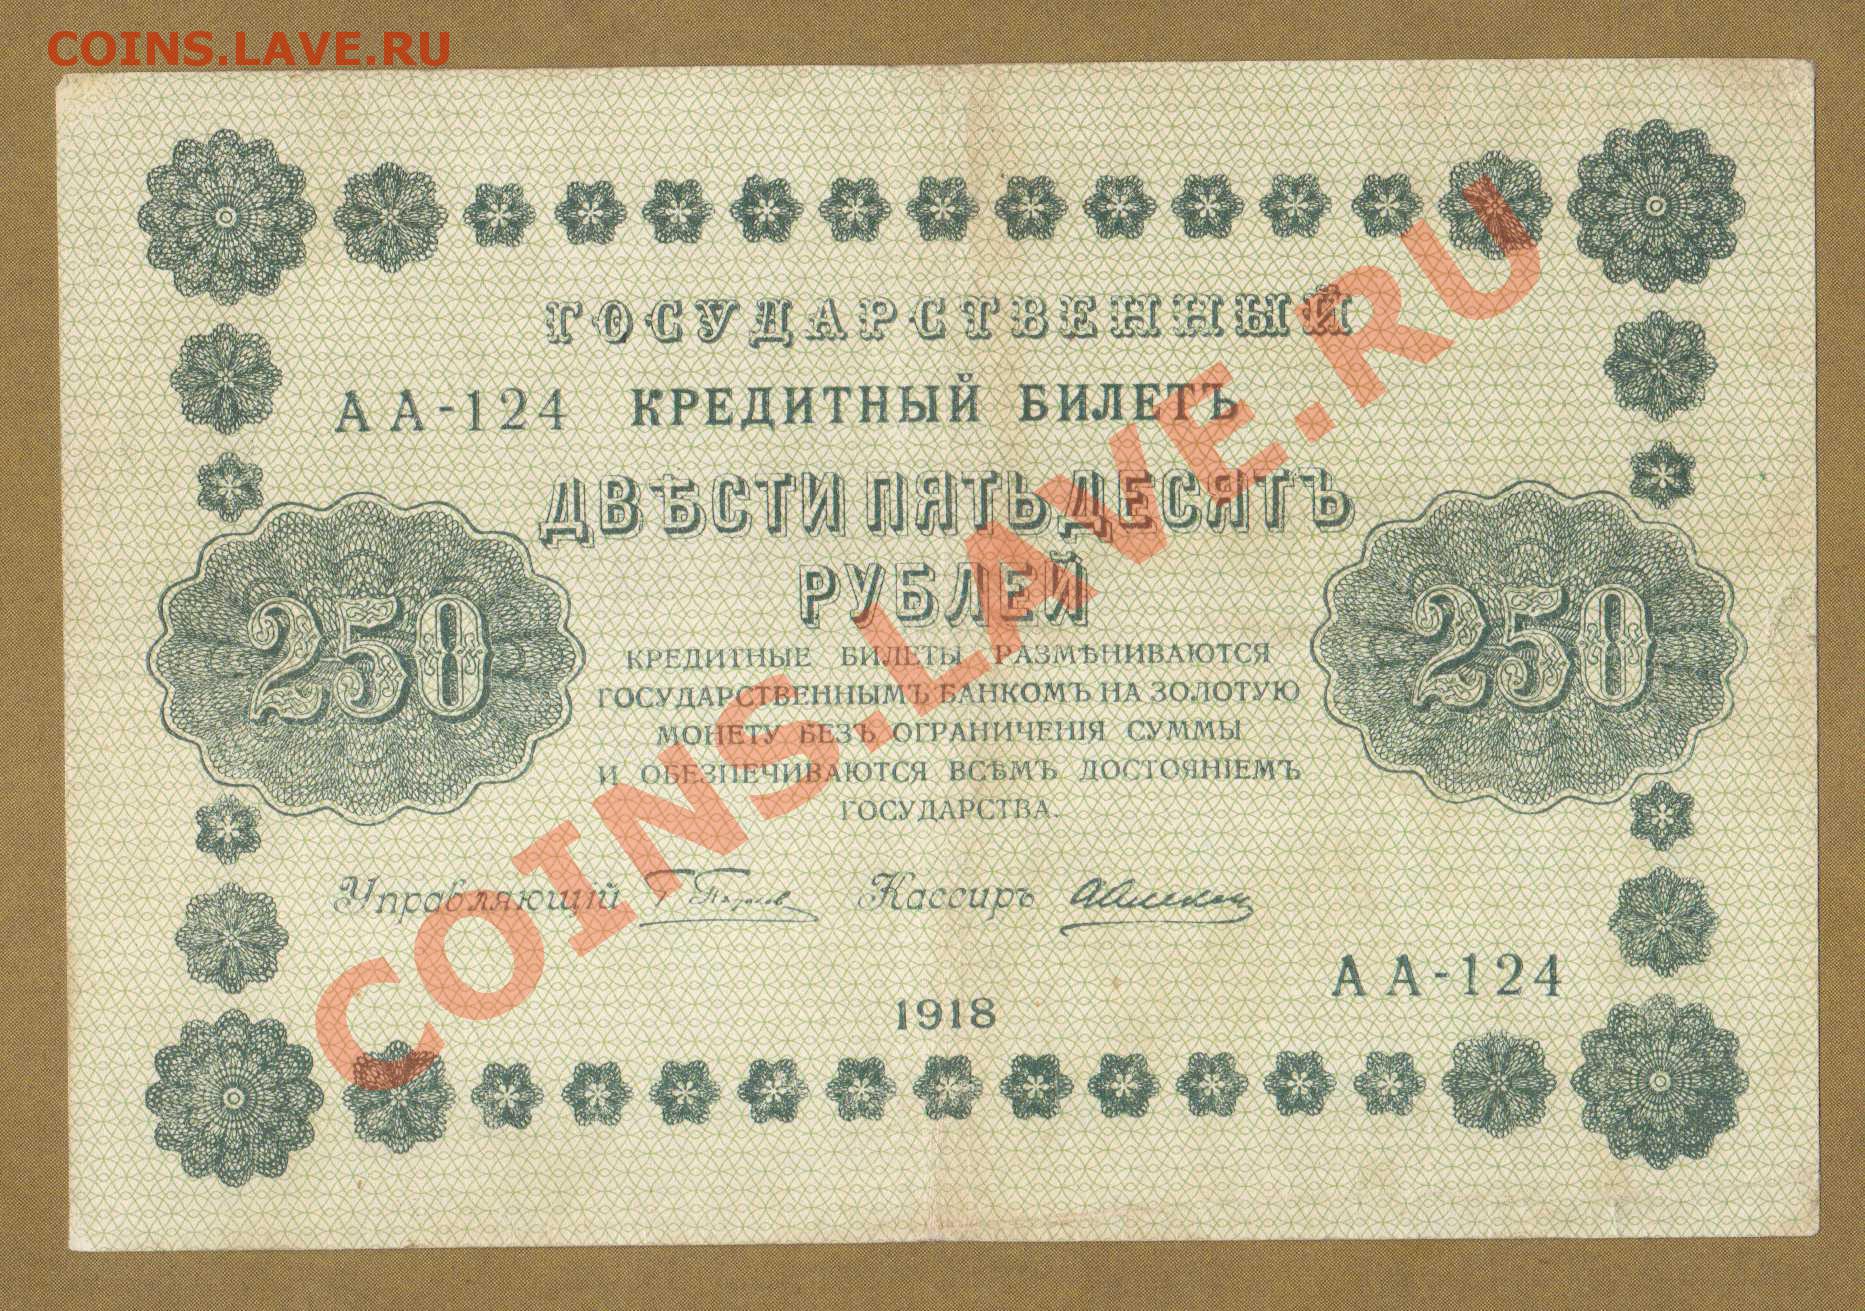 COINS.LAVE.RU
ГОСУДАРСТВЕННЫЙ
АА-124 КРЕДИТНЫЙ БИЛЕТЪ
ДВѢСТИ ПЯТЬДЕСЯТЪ
РУБЛЕЙ
250 250
КРЕДИТНЫЕ БИЛЕТЫ РАЗМѢНИВАЮТСЯ
ГОСУДАРСТВЕННЫМЪ БАНКОМЪ НА ЗОЛОТУЮ
МОНЕТУ БЕЗЪ ОГРАНИЧЕНІЯ СУММЫ
И ОБЕЗПЕЧИВАЮТСЯ ВСѢМЪ ДОСТОЯНІЕМЪ
ГОСУДАРСТВА.
Управляющій Кассиръ
АА-124
1918
COINS.LAVE.RU